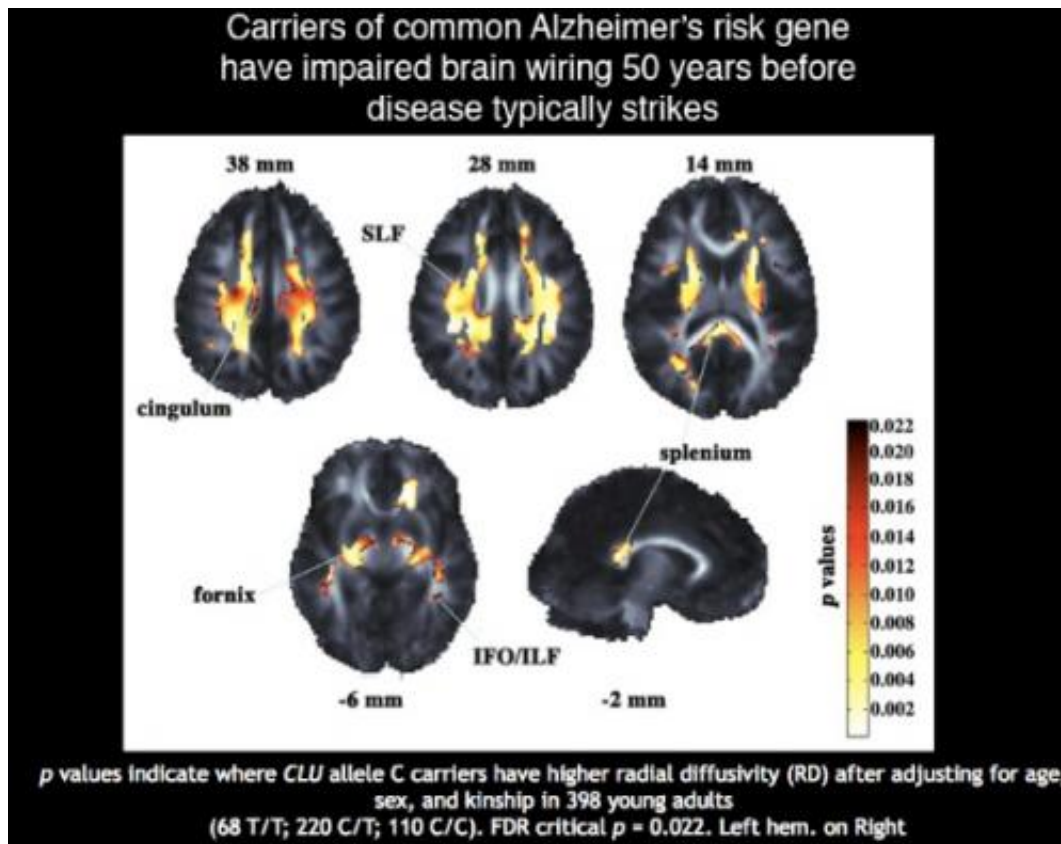 Carriers of common Alzheimer's risk gene
have impaired brain wiring 50 years before
disease typically strikes
38 mm
28 mm
14 mm
SLF
cingulum
splenium
fornix
IFO/ILF
-6 mm
-2 mm
p values
0.022
0.020
0.018
0.016
0.014
0.012
0.010
0.008
0.006
0.004
0.002
p values indicate where CLU allele C carriers have higher radial diffusivity (RD) after adjusting for age
sex, and kinship in 398 young adults
(68 T/T; 220 C/T; 110 C/C). FDR critical p = 0.022. Left hem. on Right